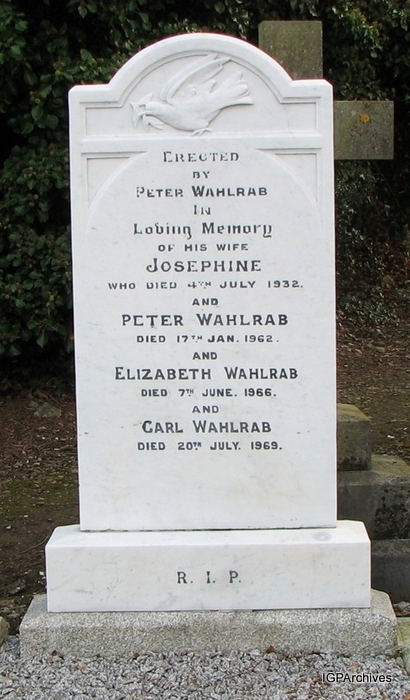 ERECTED
BY
PETER WAHLRAB
IN
Loving Memory
OF HIS WIFE
JOSEPHINE
WHO DIED 4TH JULY 1932.
AND
PETER WAHLRAB
DIED 17TH JAN. 1962.
AND
ELIZABETH WAHLRAB
DIED 7TH JUNE. 1966.
AND
CARL WAHLRAB
DIED 20TH JULY. 1969.
R. I. P.
IGPArchives